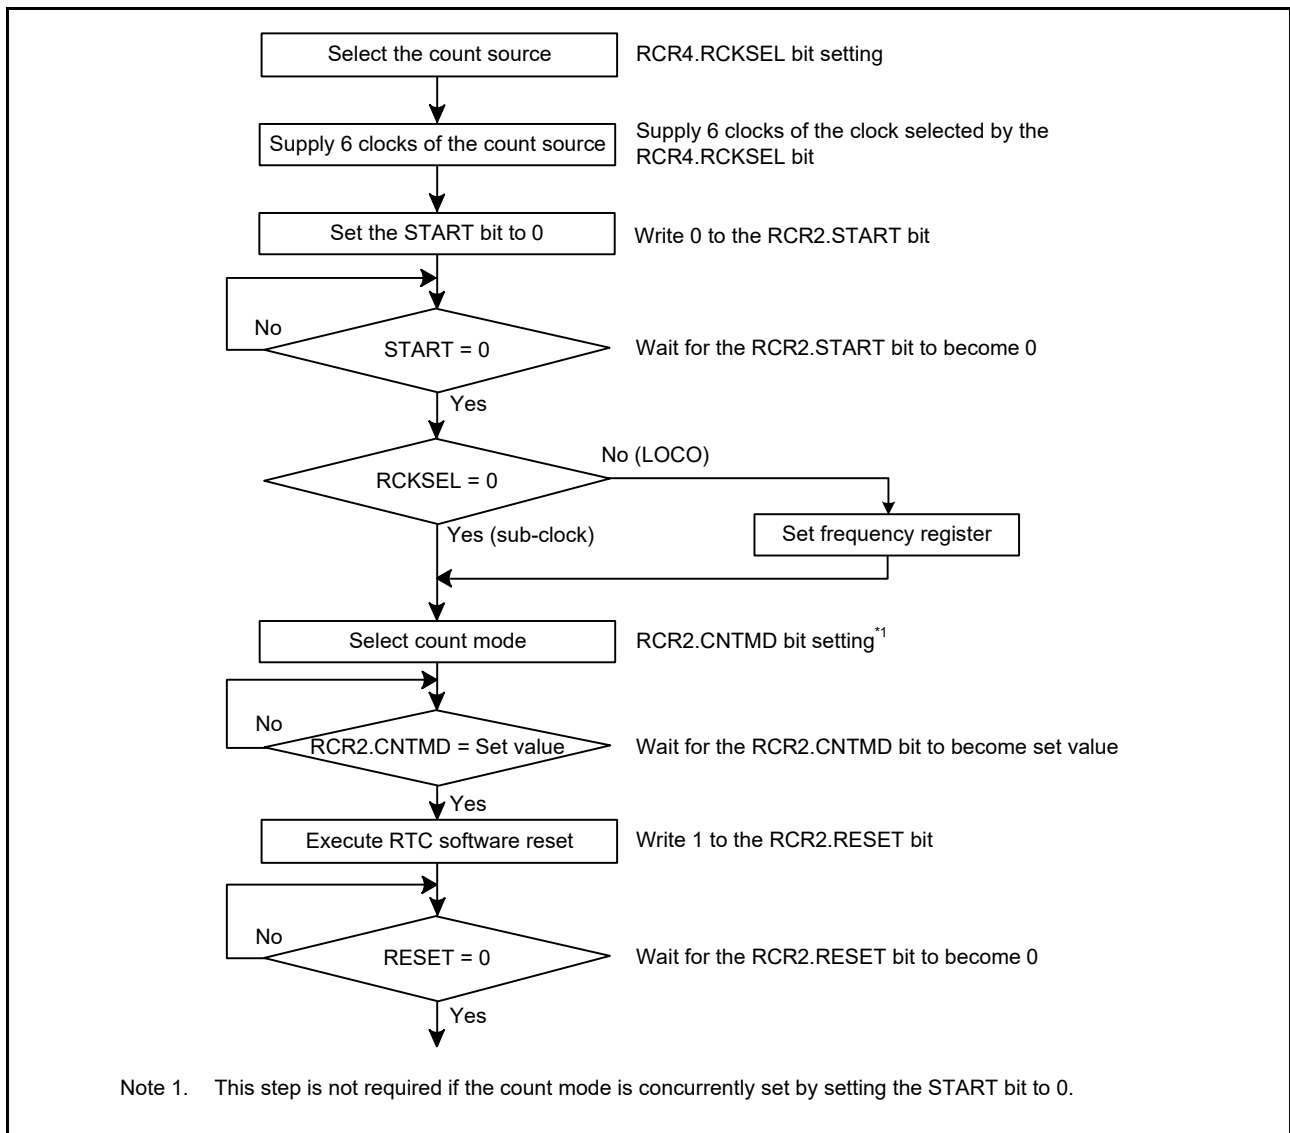 Select the count source
RCR4.RCKSEL bit setting
Supply 6 clocks of the count source
Supply 6 clocks of the clock selected by the
RCR4.RCKSEL bit
Set the START bit to 0
Write 0 to the RCR2.START bit
No
START = 0
Wait for the RCR2.START bit to become 0
Yes
No (LOCO)
RCKSEL = 0
Yes (sub-clock)
Set frequency register
Select count mode
RCR2.CNTMD bit setting*1
No
RCR2.CNTMD = Set value
Wait for the RCR2.CNTMD bit to become set value
Yes
Execute RTC software reset
Write 1 to the RCR2.RESET bit
No
RESET = 0
Wait for the RCR2.RESET bit to become 0
Yes
Note 1. This step is not required if the count mode is concurrently set by setting the START bit to 0.